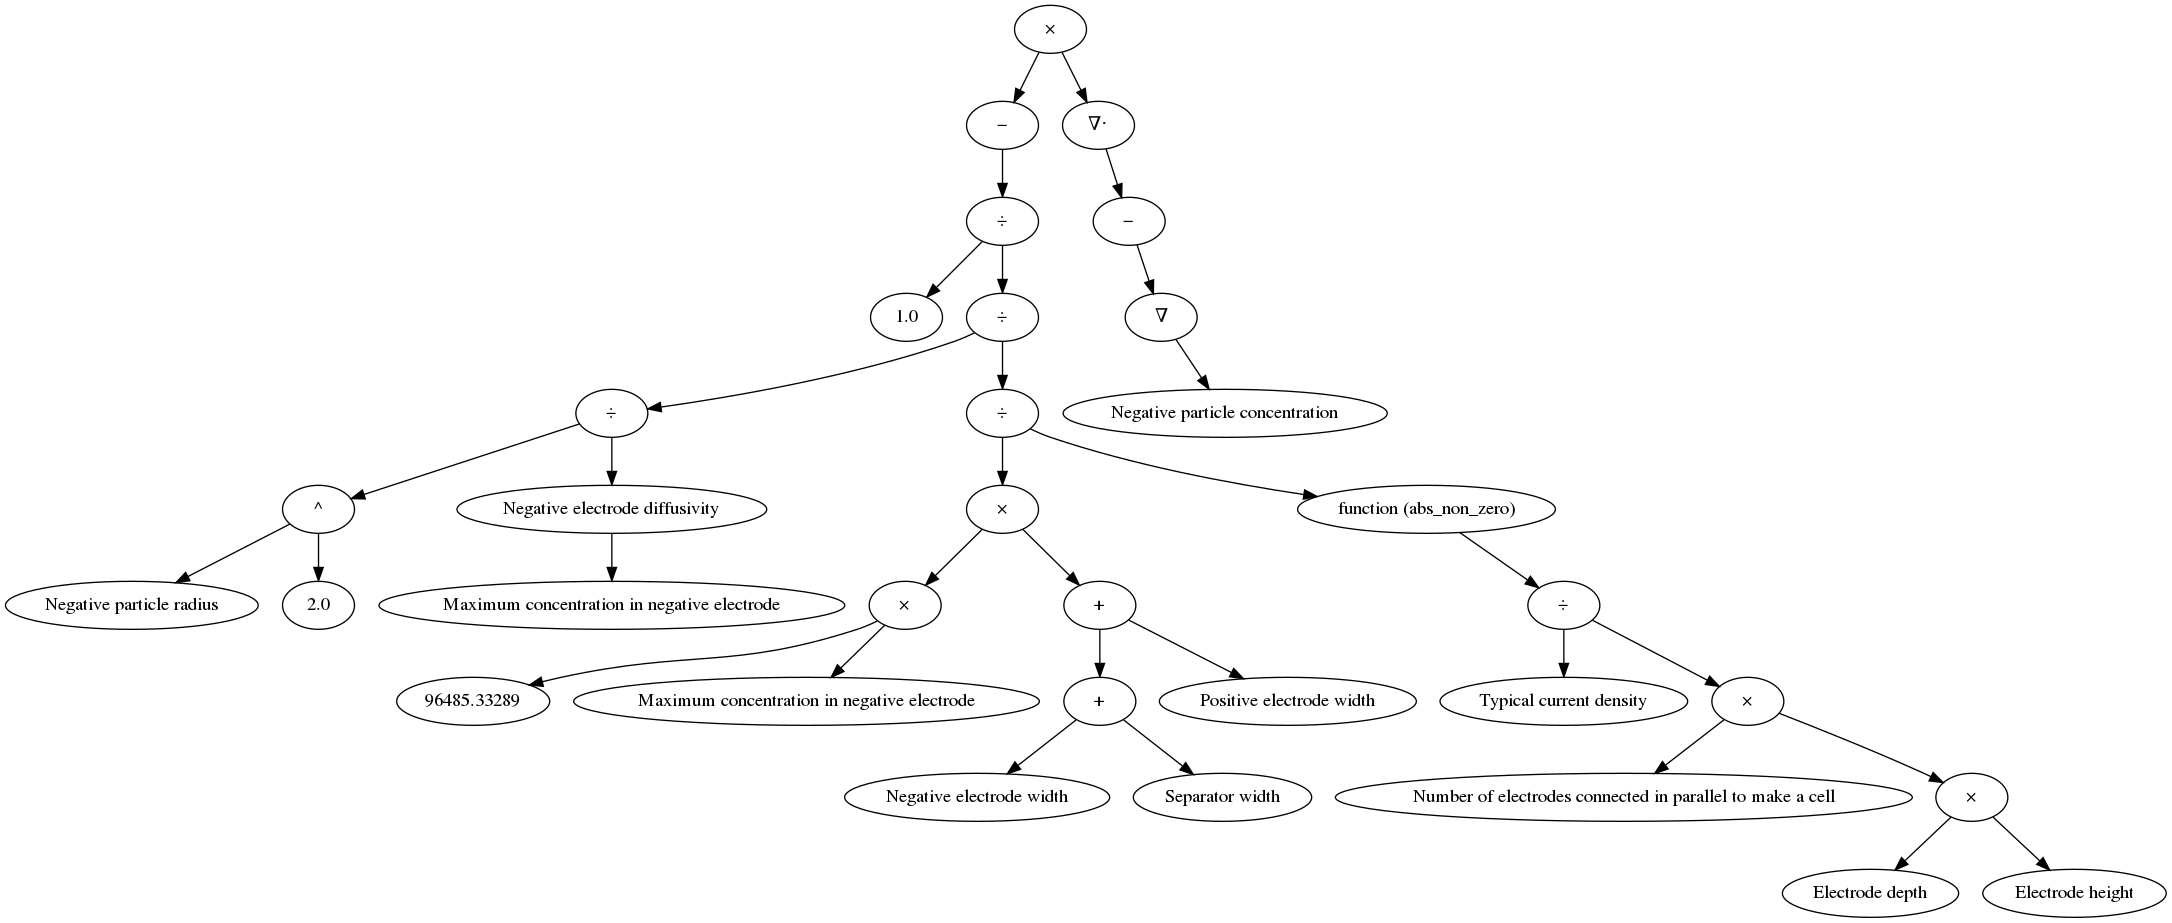 ×
− ∇·
÷ −
1.0 ÷ ∇
÷ ÷ Negative particle concentration
^ Negative electrode diffusivity × function (abs_non_zero)
Negative particle radius 2.0 Maximum concentration in negative electrode × + ÷
96485.33289 Maximum concentration in negative electrode + Positive electrode width Typical current density ×
Negative electrode width Separator width Number of electrodes connected in parallel to make a cell ×
Electrode depth Electrode height